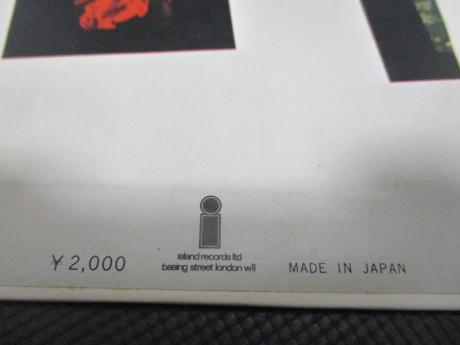 island records ltd
basing street london w11
¥2,000
MADE IN JAPAN